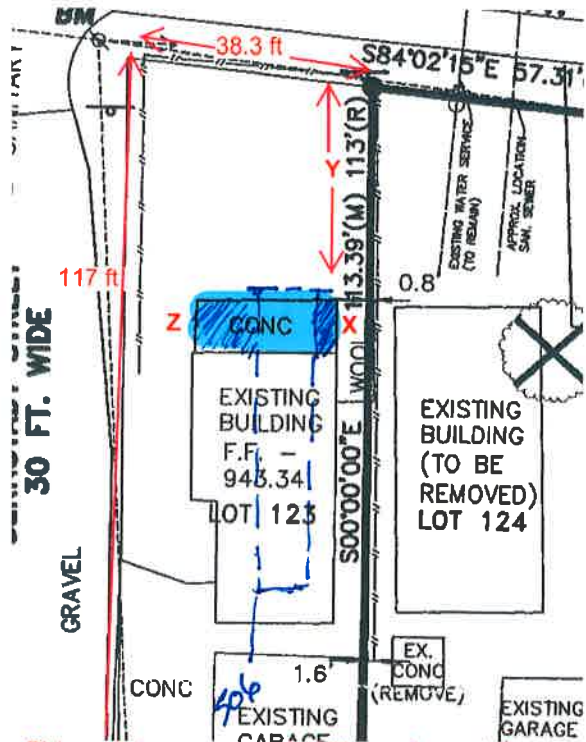 BM
38.3 ft
S84°02'15"E 57.31'
SANITARY
Y
113.39'(M) 113'(R)
EXISTING WATER SERVICE
(TO REMAIN)
APPROX. LOCATION
SAN. SEWER
117 ft
0.8
Z
CONC
X
WOOD
30 FT. WIDE
EXISTING
BUILDING
F.F. -
943.34
LOT 123
S00°00'00"E
EXISTING
BUILDING
(TO BE
REMOVED)
LOT 124
GRAVEL
CONC
1.6'
EX.
CONC
(REMOVE)
EXISTING
GARAGE
EXISTING
GARAGE